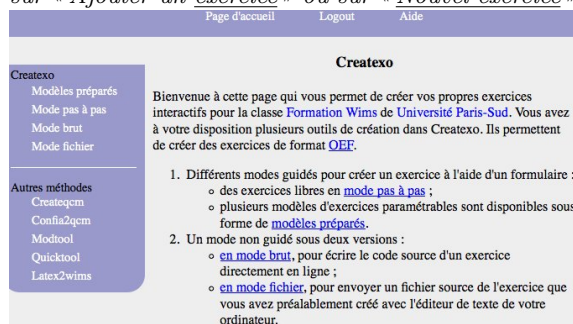 sur « Ajouter un exercice » ou sur « Nouvel exercice »
Page d'accueil Logout Aide
Createxo
Modèles préparés
Mode pas à pas
Mode brut
Mode fichier
Autres méthodes
Createqcm
Confia2qcm
Modtool
Quicktool
Latex2wims
Createxo
Bienvenue à cette page qui vous permet de créer vos propres exercices
interactifs pour la classe Formation Wims de Université Paris-Sud. Vous avez
à votre disposition plusieurs outils de création dans Createxo. Ils permettent
de créer des exercices de format OEF.
1. Différents modes guidés pour créer un exercice à l'aide d'un formulaire :
des exercices libres en mode pas à pas ;
plusieurs modèles d'exercices paramétrables sont disponibles sous
forme de modèles préparés.
2. Un mode non guidé sous deux versions :
en mode brut, pour écrire le code source d'un exercice
directement en ligne ;
en mode fichier, pour envoyer un fichier source de l'exercice que
vous avez préalablement créé avec l'éditeur de texte de votre
ordinateur.